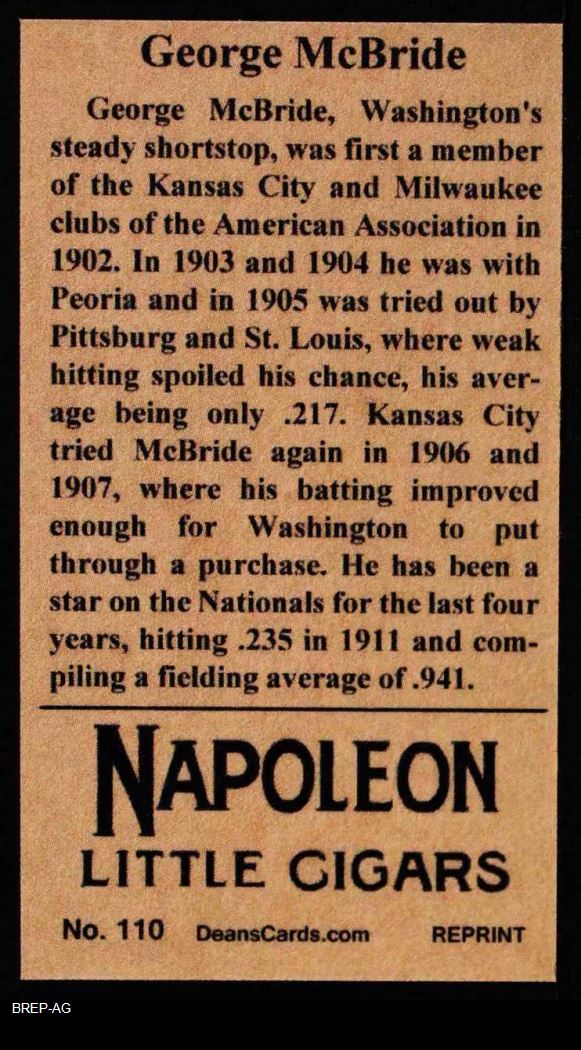 George McBride
George McBride, Washington's
steady shortstop, was first a member
of the Kansas City and Milwaukee
clubs of the American Association in
1902. In 1903 and 1904 he was with
Peoria and in 1905 was tried out by
Pittsburg and St. Louis, where weak
hitting spoiled his chance, his aver-
age being only .217. Kansas City
tried McBride again in 1906 and
1907, where his batting improved
enough for Washington to put
through a purchase. He has been a
star on the Nationals for the last four
years, hitting .235 in 1911 and com-
piling a fielding average of .941.
NAPOLEON
LITTLE CIGARS
No. 110 DeansCards.com REPRINT
BREP-AG